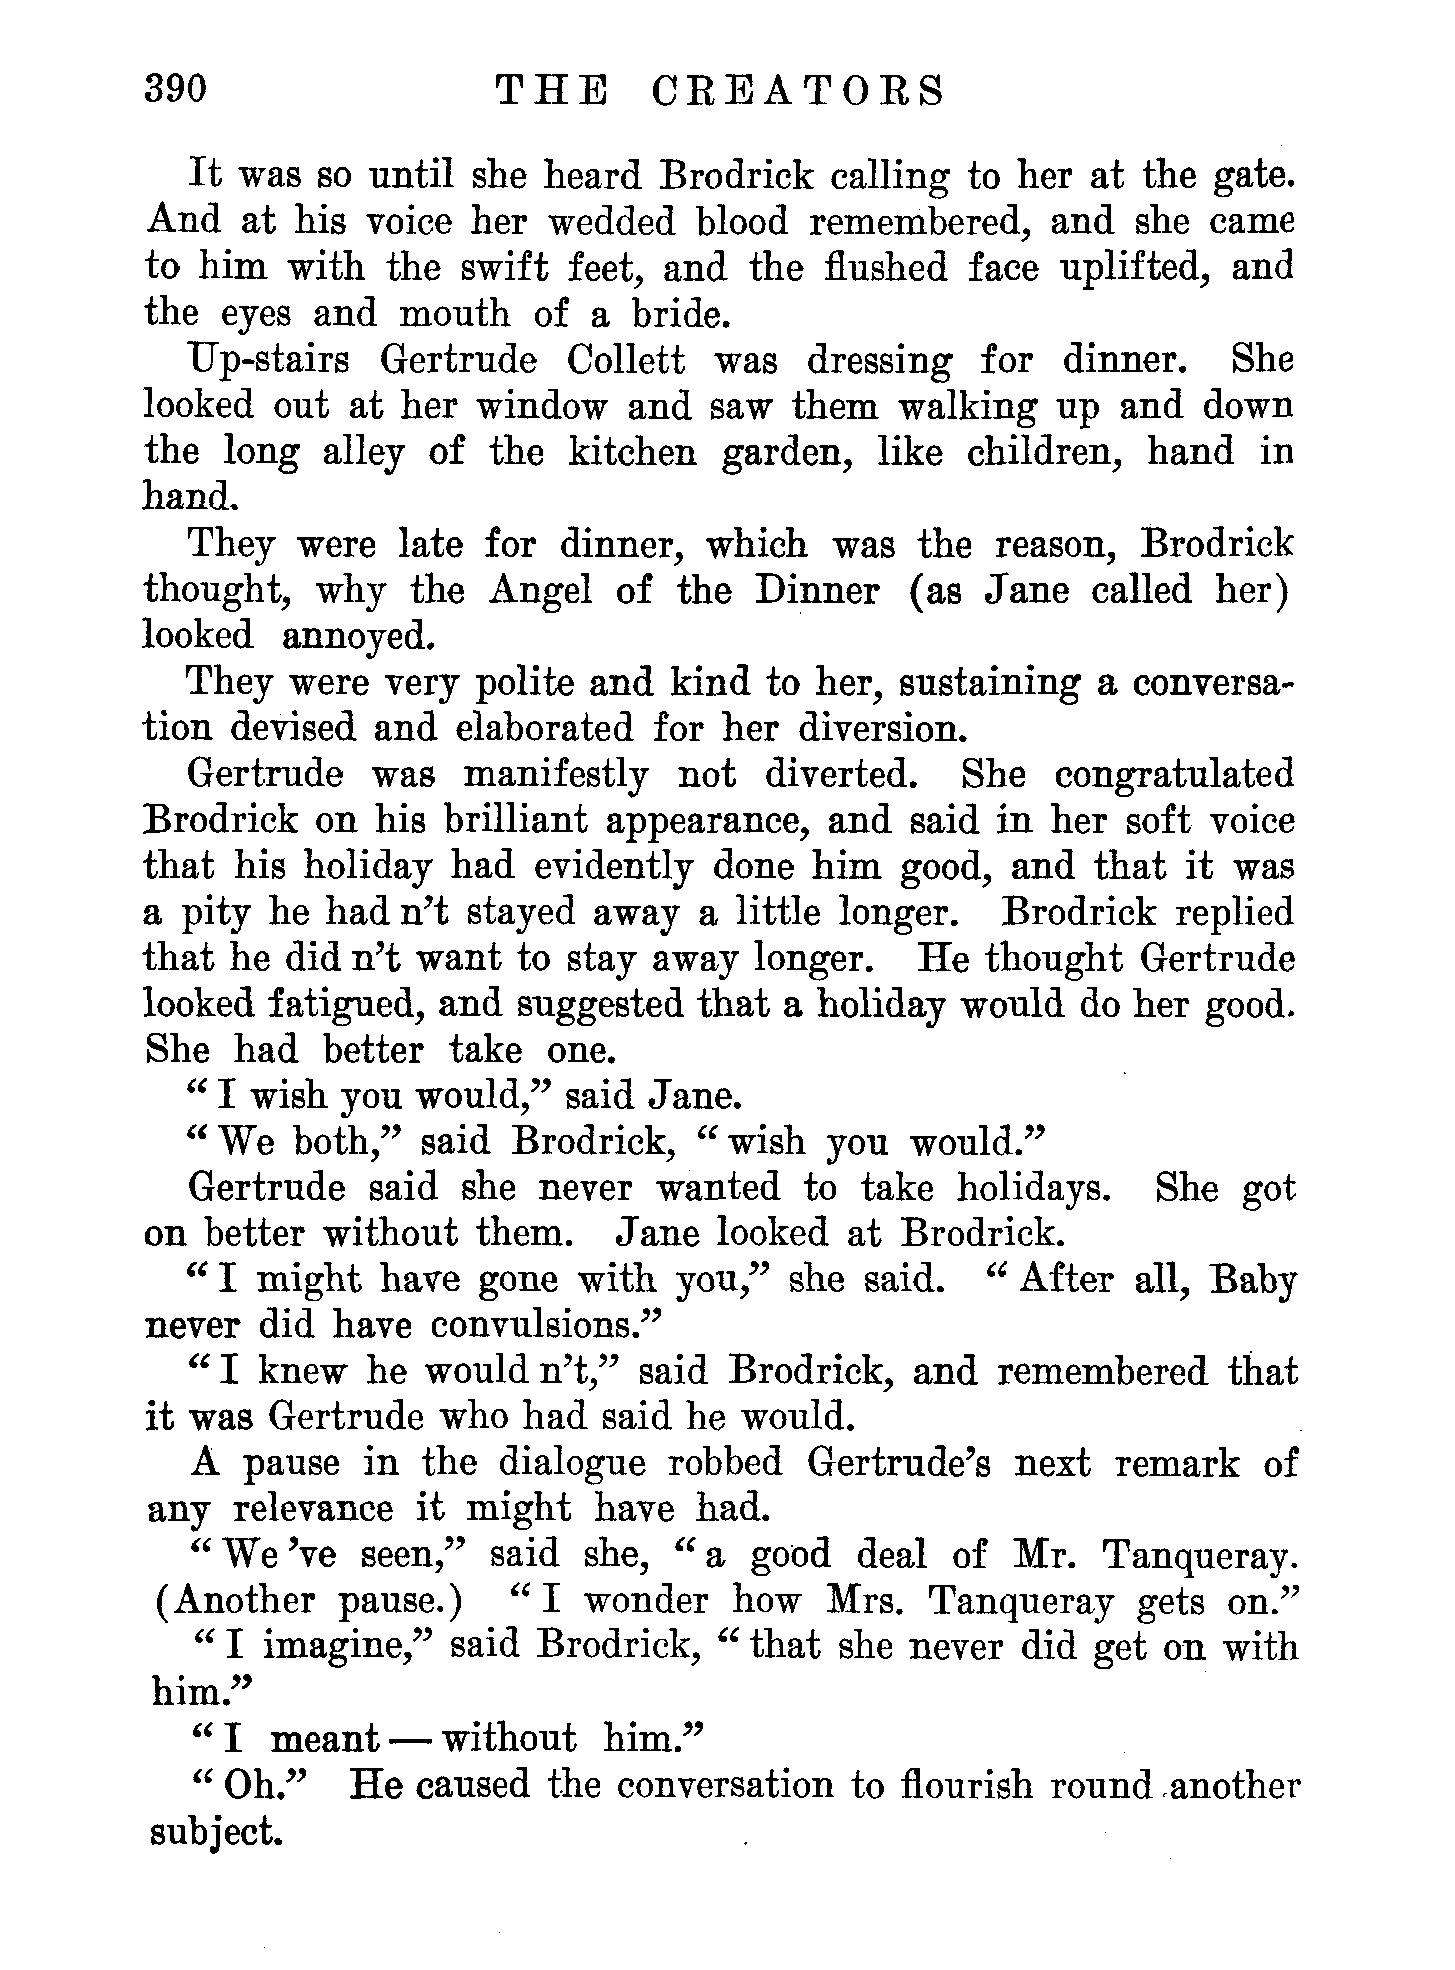 390 THE CREATORS
It was so until she heard Brodrick calling to her at the gate.
And at his voice her wedded blood remembered, and she came
to him with the swift feet, and the flushed face uplifted, and
the eyes and mouth of a bride.
Up-stairs Gertrude Collett was dressing for dinner. She
looked out at her window and saw them walking up and down
the long alley of the kitchen garden, like children, hand in
hand.
They were late for dinner, which was the reason, Brodrick
thought, why the Angel of the Dinner (as Jane called her)
looked annoyed.
They were very polite and kind to her, sustaining a conversa-
tion devised and elaborated for her diversion.
Gertrude was manifestly not diverted. She congratulated
Brodrick on his brilliant appearance, and said in her soft voice
that his holiday had evidently done him good, and that it was
a pity he had n't stayed away a little longer. Brodrick replied
that he did n't want to stay away longer. He thought Gertrude
looked fatigued, and suggested that a holiday would do her good.
She had better take one.
“ I wish you would,” said Jane.
“ We both,” said Brodrick, “ wish you would.”
Gertrude said she never wanted to take holidays. She got
on better without them. Jane looked at Brodrick.
“ I might have gone with you,” she said. “ After all, Baby
never did have convulsions.”
“ I knew he would n't,” said Brodrick, and remembered that
it was Gertrude who had said he would.
A pause in the dialogue robbed Gertrude's next remark of
any relevance it might have had.
“ We 've seen,” said she, “ a good deal of Mr. Tanqueray.
(Another pause.) “ I wonder how Mrs. Tanqueray gets on.”
“ I imagine,” said Brodrick, “ that she never did get on with
him.”
“ I meant — without him.”
“ Oh.” He caused the conversation to flourish round another
subject.